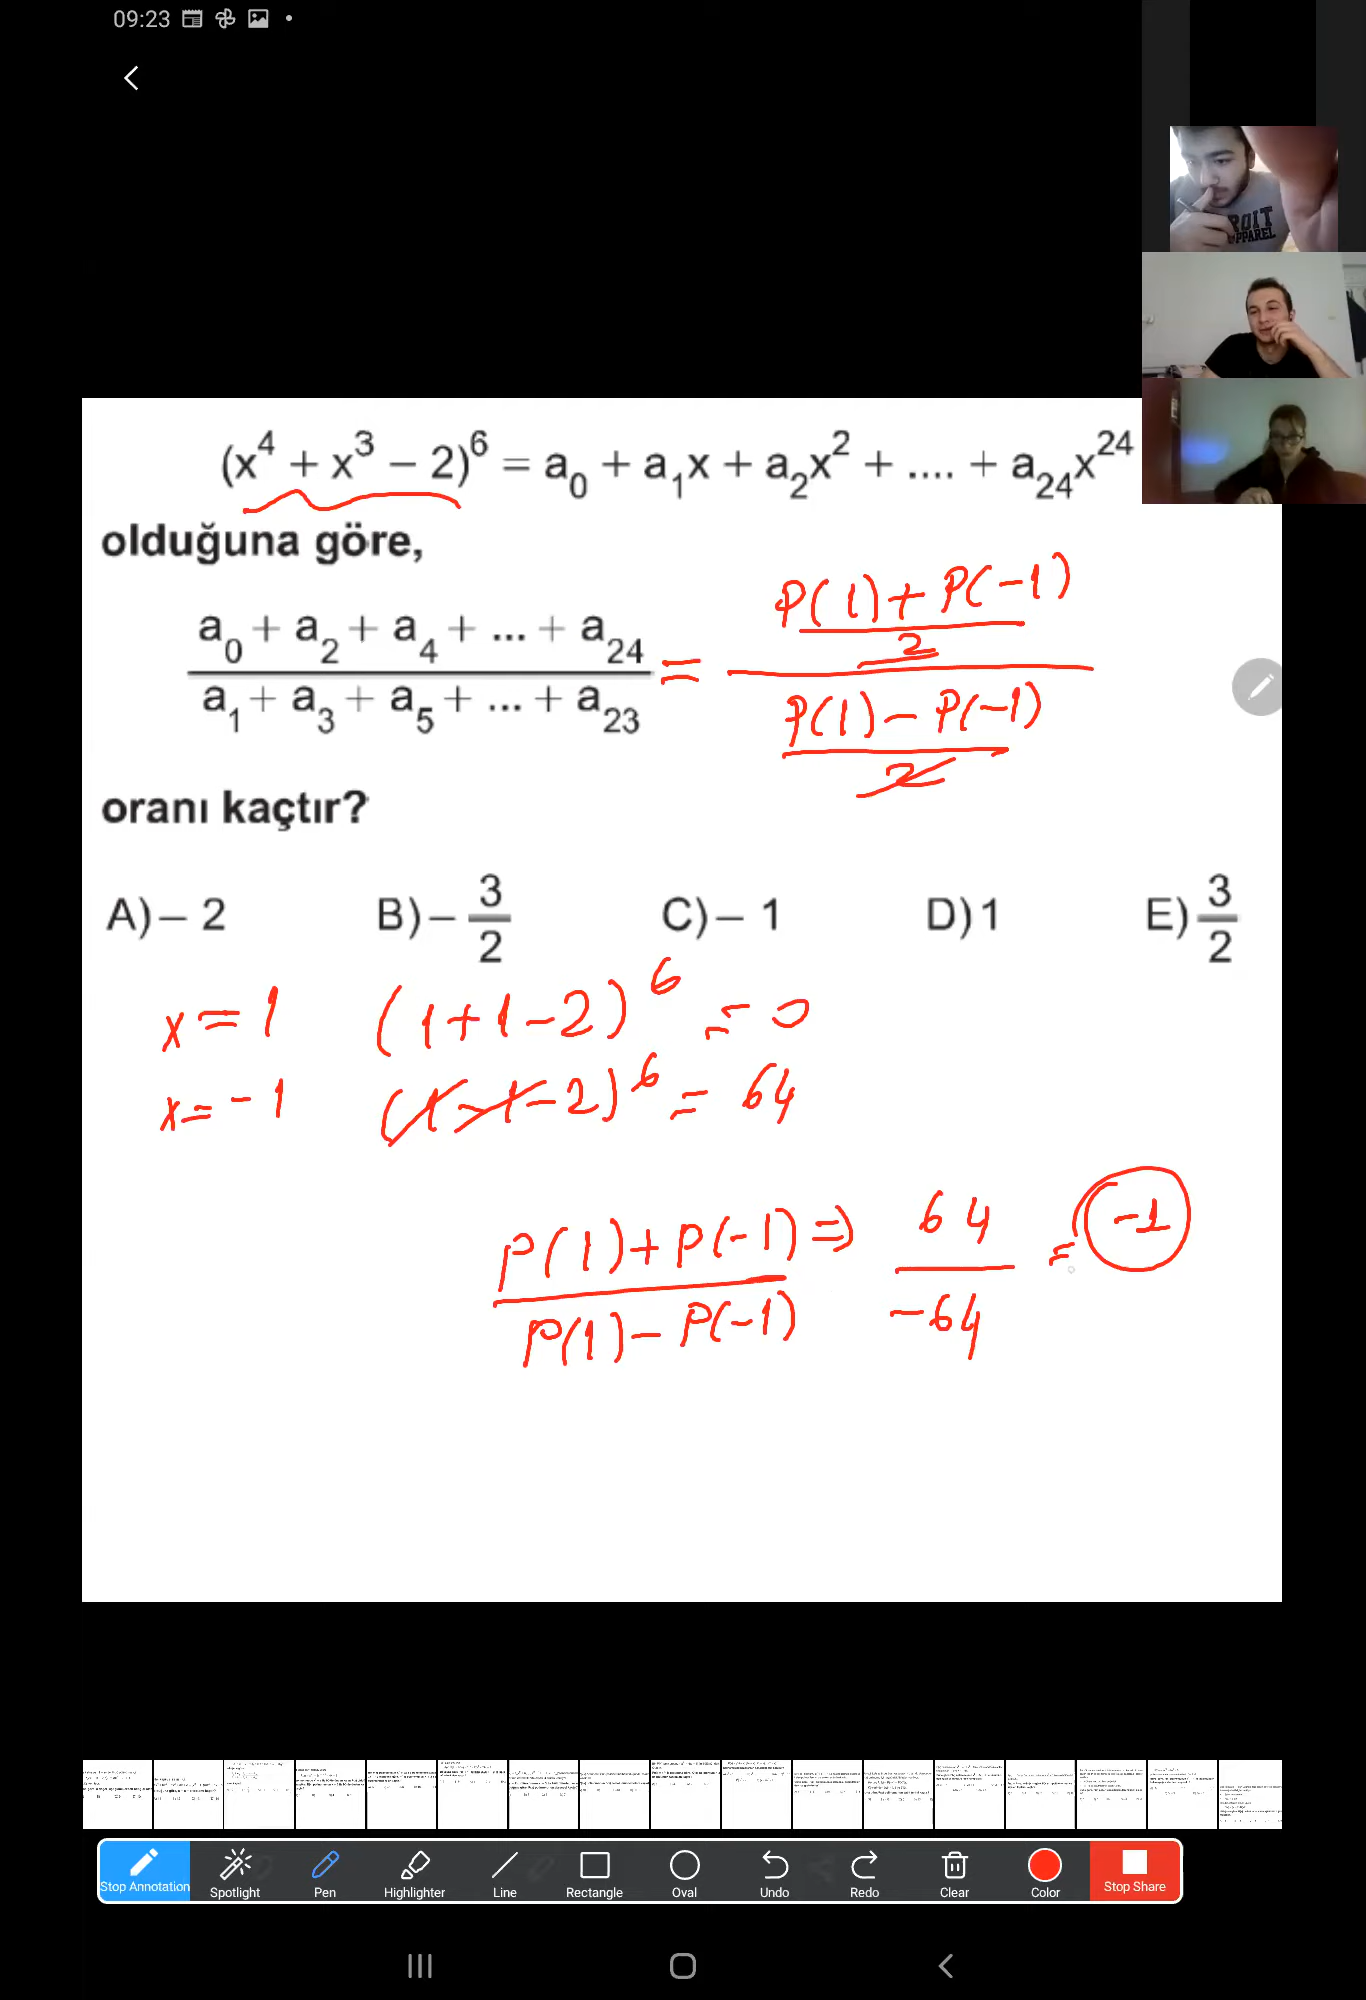 09:23
ROIT
APPAREL
(x⁴ + x³ − 2)⁶ = a₀ + a₁x + a₂x² + .... + a₂₄x²⁴
olduğuna göre,
a₀ + a₂ + a₄ + ... + a₂₄ = P(1) + P(-1)
2
a₁ + a₃ + a₅ + ... + a₂₃ P(1) − P(−1)
2
oranı kaçtır?
A) − 2 B) − 3/2 C) − 1 D) 1 E) 3/2
x = 1 (1+1−2)⁶ = 0
x = −1 (1−1−2)⁶ = 64
P(1)+P(−1) ⇒ 64 = −1
P(1)−P(−1) −64
Stop Annotation Spotlight Pen Highlighter Line Rectangle Oval Undo Redo Clear Color Stop Share